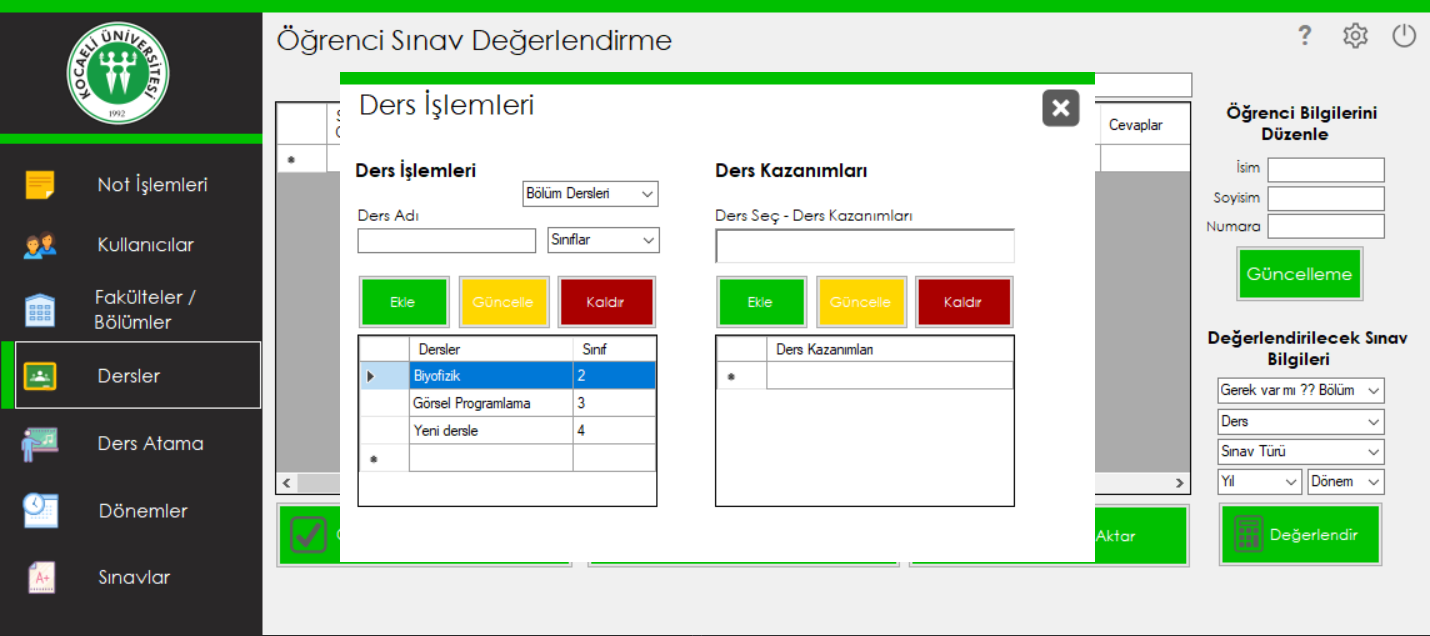 KOCAELİ ÜNİVERSİTESİ
1992
Not İşlemleri
Kullanıcılar
Fakülteler /
Bölümler
Dersler
Ders Atama
Dönemler
A+
Sınavlar
Öğrenci Sınav Değerlendirme
?
Ders İşlemleri
Ders İşlemleri
Bölüm Dersleri
Ders Adı
Sınıflar
Ekle
Güncelle
Kaldır
Dersler Sınıf
Biyofizik 2
Görsel Programlama 3
Yeni dersle 4
Ders Kazanımları
Ders Seç - Ders Kazanımları
Ekle
Güncelle
Kaldır
Ders Kazanımları
Cevaplar
Aktar
Öğrenci Bilgilerini
Düzenle
İsim
Soyisim
Numara
Güncelleme
Değerlendirilecek Sınav
Bilgileri
Gerek var mı ?? Bölüm
Ders
Sınav Türü
Yıl Dönem
Değerlendir